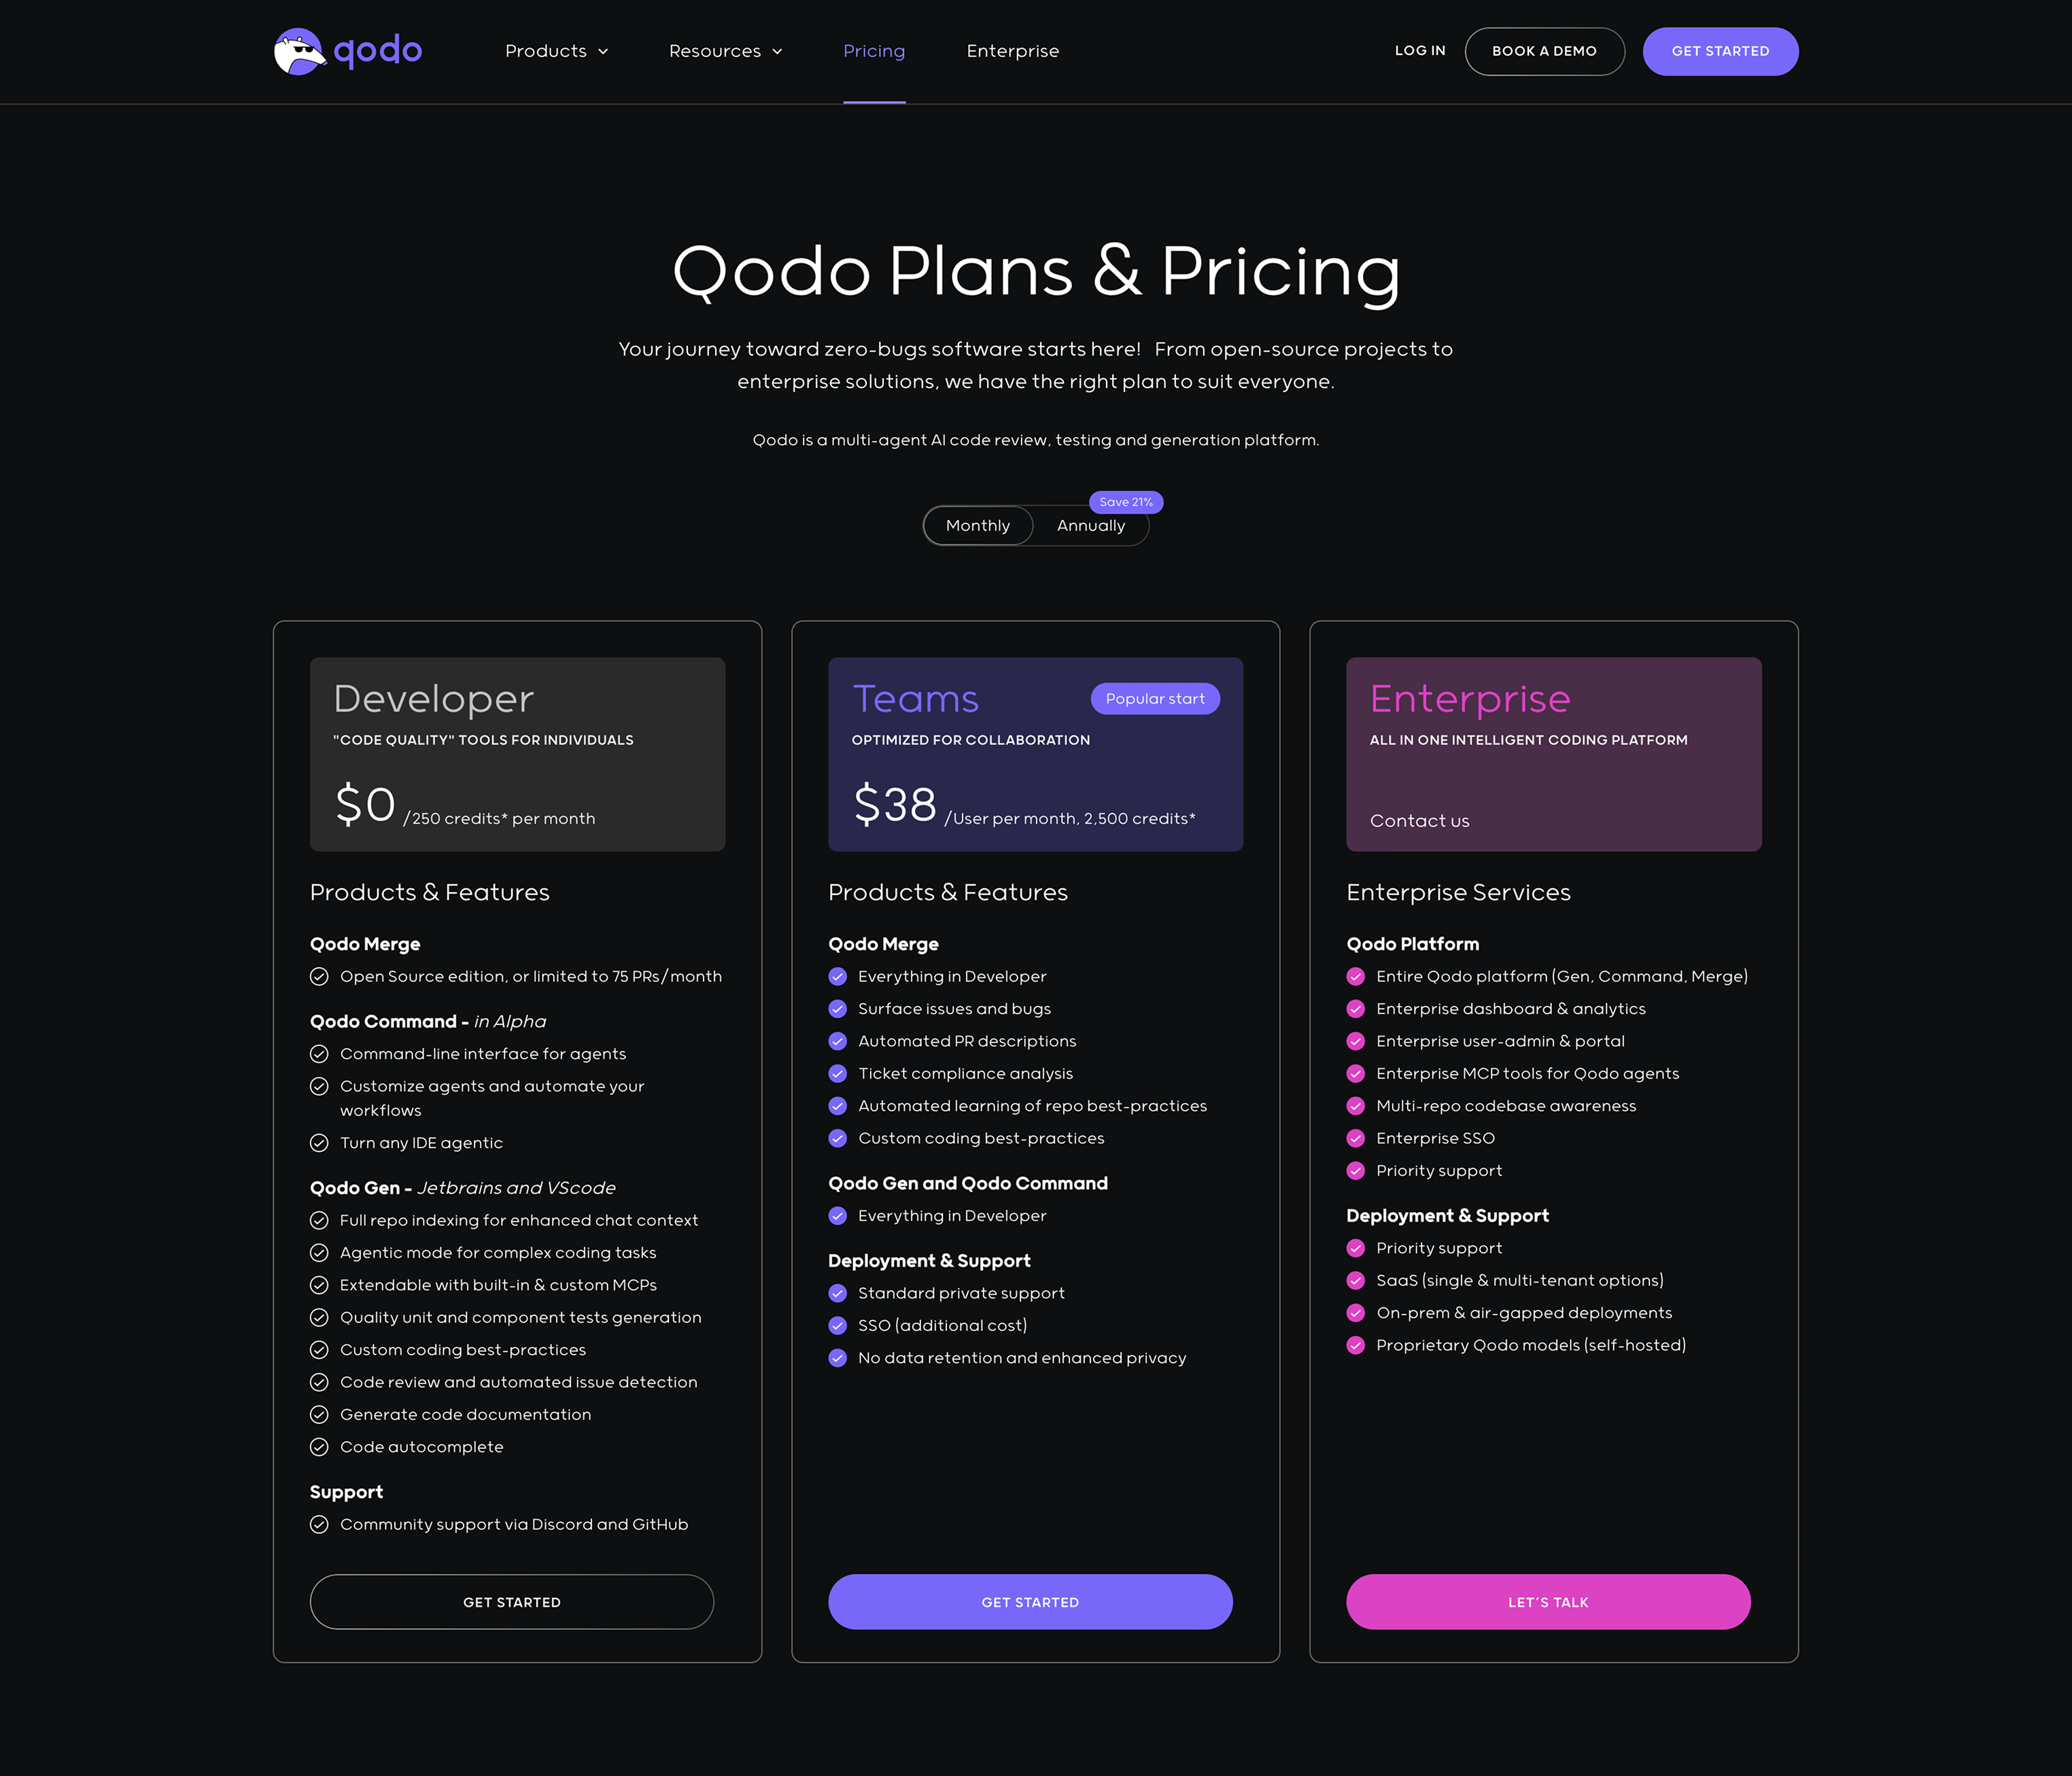 qodo
Products
Resources
Pricing
Enterprise
LOG IN
BOOK A DEMO
GET STARTED
Qodo Plans & Pricing
Your journey toward zero-bugs software starts here! From open-source projects to
enterprise solutions, we have the right plan to suit everyone.
Qodo is a multi-agent AI code review, testing and generation platform.
Save 21%
Monthly
Annually
Developer
"CODE QUALITY" TOOLS FOR INDIVIDUALS
$0 /250 credits* per month
Products & Features
Qodo Merge
Open Source edition, or limited to 75 PRs/month
Qodo Command - in Alpha
Command-line interface for agents
Customize agents and automate your
workflows
Turn any IDE agentic
Qodo Gen - Jetbrains and VScode
Full repo indexing for enhanced chat context
Agentic mode for complex coding tasks
Extendable with built-in & custom MCPs
Quality unit and component tests generation
Custom coding best-practices
Code review and automated issue detection
Generate code documentation
Code autocomplete
Support
Community support via Discord and GitHub
GET STARTED
Teams
Popular start
OPTIMIZED FOR COLLABORATION
$38 /User per month, 2,500 credits*
Products & Features
Qodo Merge
Everything in Developer
Surface issues and bugs
Automated PR descriptions
Ticket compliance analysis
Automated learning of repo best-practices
Custom coding best-practices
Qodo Gen and Qodo Command
Everything in Developer
Deployment & Support
Standard private support
SSO (additional cost)
No data retention and enhanced privacy
GET STARTED
Enterprise
ALL IN ONE INTELLIGENT CODING PLATFORM
Contact us
Enterprise Services
Qodo Platform
Entire Qodo platform (Gen, Command, Merge)
Enterprise dashboard & analytics
Enterprise user-admin & portal
Enterprise MCP tools for Qodo agents
Multi-repo codebase awareness
Enterprise SSO
Priority support
Deployment & Support
Priority support
SaaS (single & multi-tenant options)
On-prem & air-gapped deployments
Proprietary Qodo models (self-hosted)
LET'S TALK